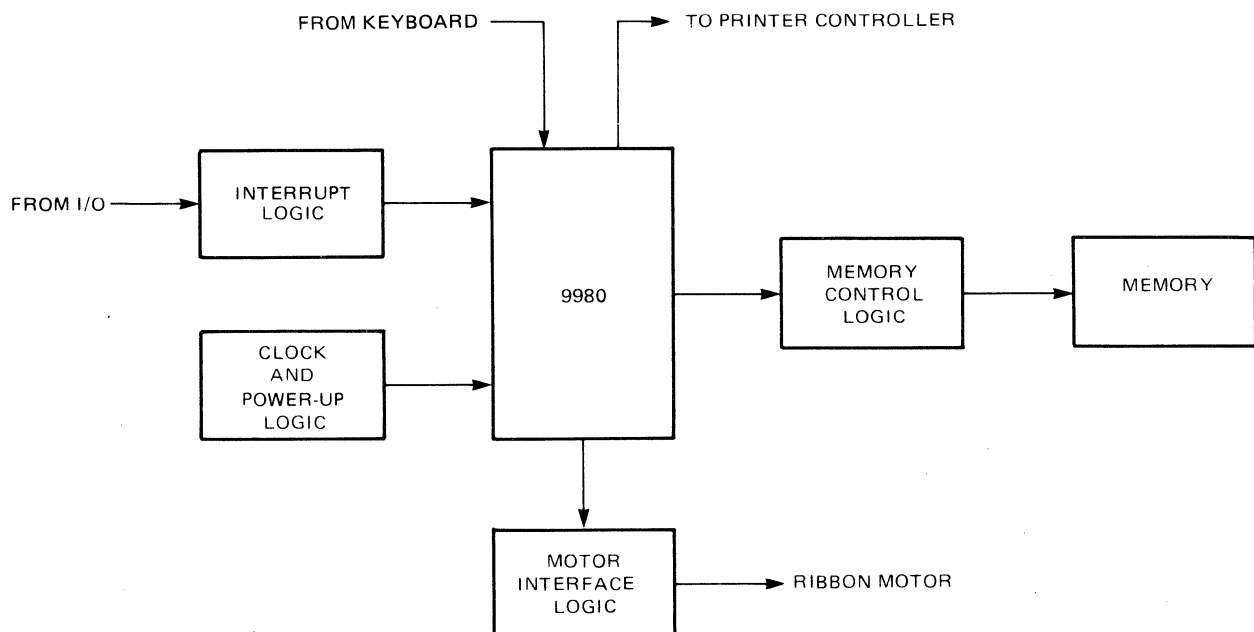 FROM KEYBOARD
TO PRINTER CONTROLLER
FROM I/O
INTERRUPT
LOGIC
9980
MEMORY
CONTROL
LOGIC
MEMORY
CLOCK
AND
POWER-UP
LOGIC
MOTOR
INTERFACE
LOGIC
RIBBON MOTOR